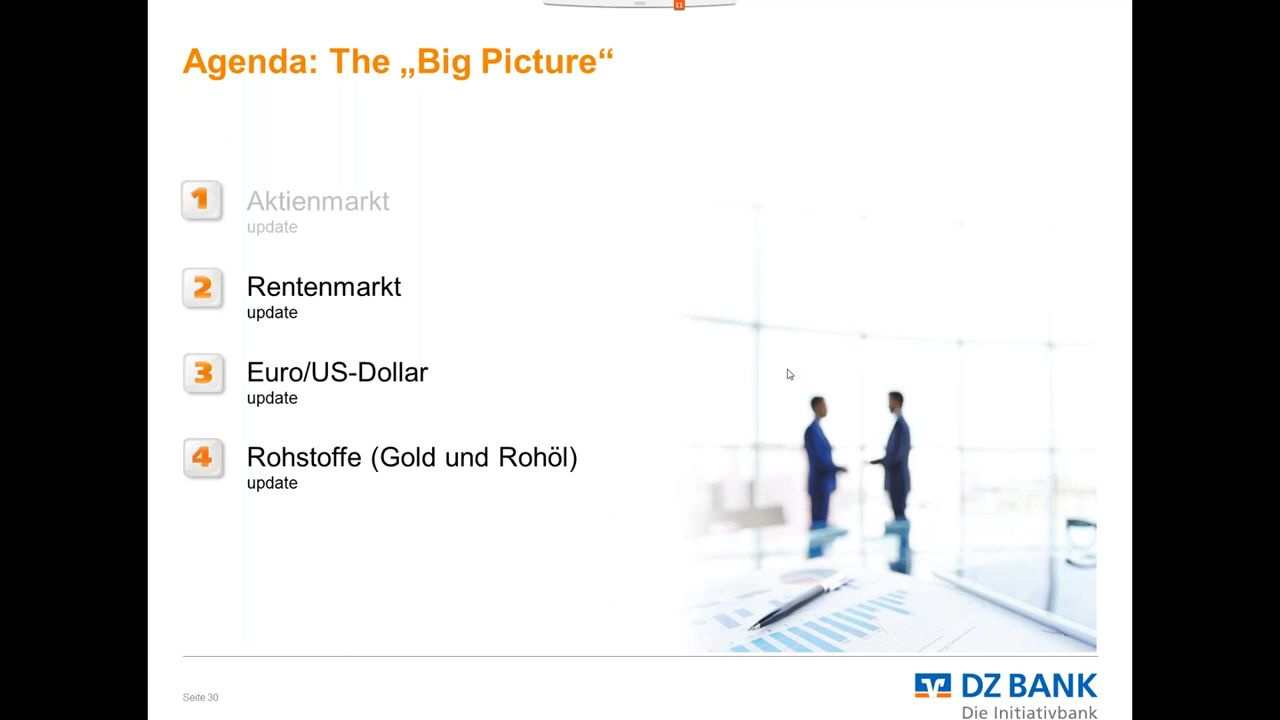 11
Agenda: The „Big Picture“
1
Aktienmarkt
update
2
Rentenmarkt
update
3
Euro/US-Dollar
update
4
Rohstoffe (Gold und Rohöl)
update
Seite 30
DZ BANK
Die Initiativbank